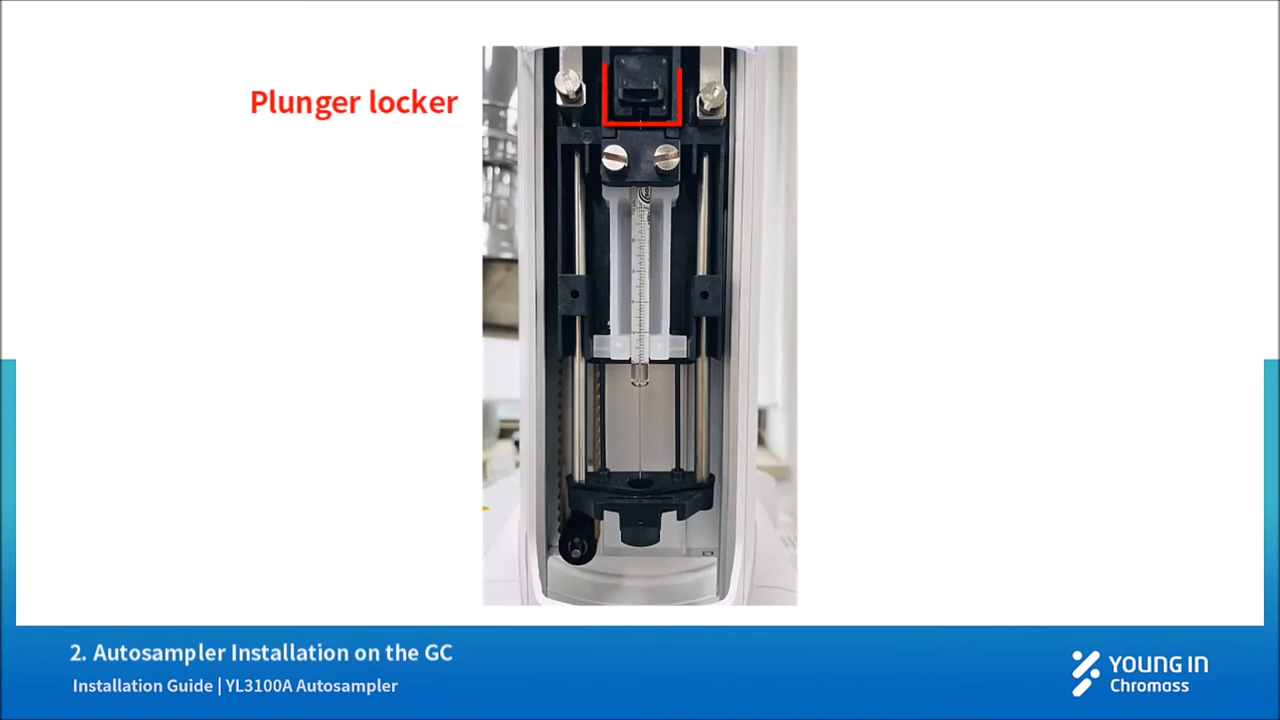 Plunger locker
2. Autosampler Installation on the GC
Installation Guide | YL3100A Autosampler
YOUNG IN
Chromass